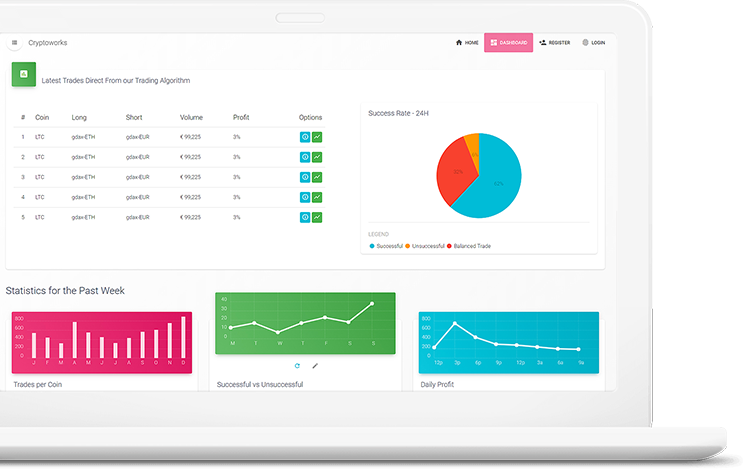 Cryptoworks
HOME
DASHBOARD
REGISTER
LOGIN
Latest Trades Direct From our Trading Algorithm
# Coin Long Short Volume Profit Options
1 LTC gdax-ETH gdax-EUR € 99,225 3%
2 LTC gdax-ETH gdax-EUR € 99,225 3%
3 LTC gdax-ETH gdax-EUR € 99,225 3%
4 LTC gdax-ETH gdax-EUR € 99,225 3%
5 LTC gdax-ETH gdax-EUR € 99,225 3%
Success Rate - 24H
62%
32%
6%
LEGEND
Successful Unsuccessful Balanced Trade
Statistics for the Past Week
800
600
400
200
0
J F M A M J J A S O N D
Trades per Coin
40
30
20
10
0
M T W T F S S
Successful vs Unsuccessful
800
600
400
200
0
12p 3p 6p 9p 12p 3a 6a 9a
Daily Profit